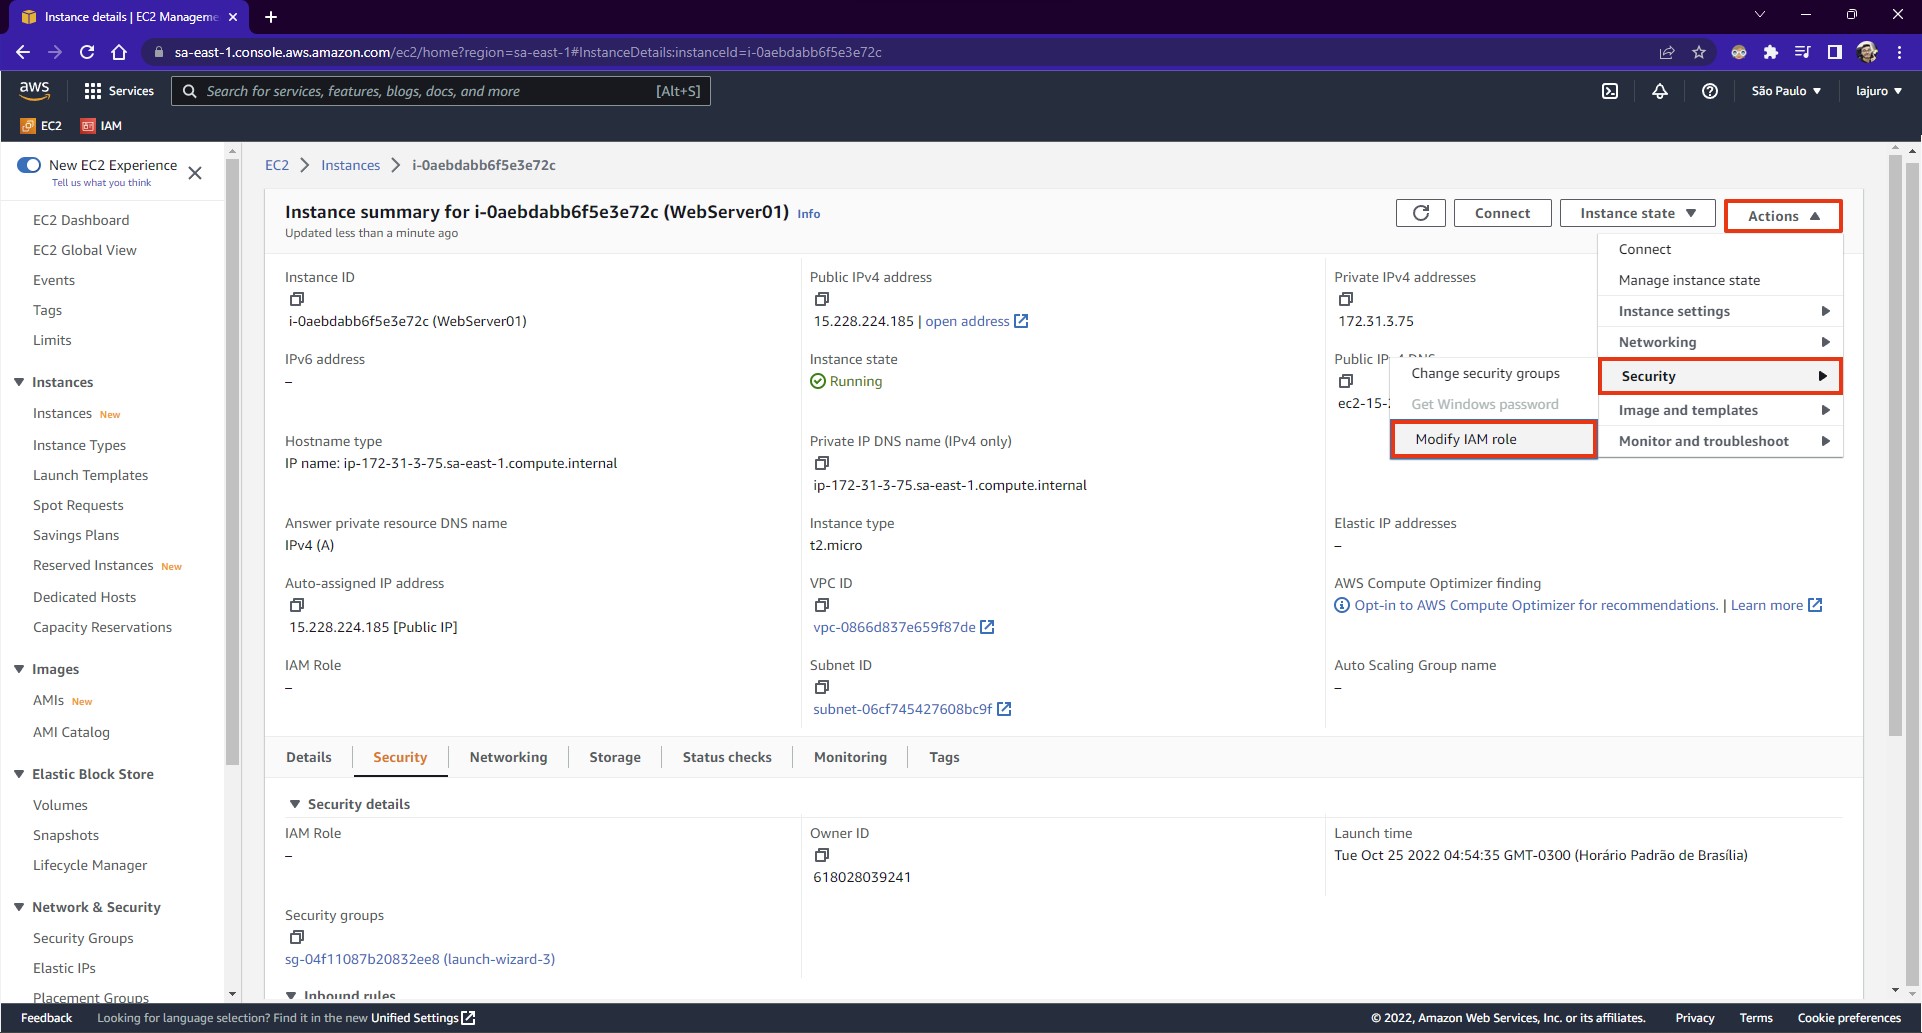 Instance details | EC2 Manageme
sa-east-1.console.aws.amazon.com/ec2/home?region=sa-east-1#InstanceDetails:instanceId=i-0aebdabb6f5e3e72c
aws
Services
Search for services, features, blogs, docs, and more [Alt+S]
São Paulo
lajuro
EC2
IAM
New EC2 Experience
Tell us what you think
EC2 Dashboard
EC2 Global View
Events
Tags
Limits
Instances
Instances New
Instance Types
Launch Templates
Spot Requests
Savings Plans
Reserved Instances New
Dedicated Hosts
Capacity Reservations
Images
AMIs New
AMI Catalog
Elastic Block Store
Volumes
Snapshots
Lifecycle Manager
Network & Security
Security Groups
Elastic IPs
Placement Groups
EC2 > Instances > i-0aebdabb6f5e3e72c
Instance summary for i-0aebdabb6f5e3e72c (WebServer01) Info
Updated less than a minute ago
Connect
Instance state
Actions
Connect
Manage instance state
Instance settings
Networking
Security
Image and templates
Monitor and troubleshoot
Change security groups
Get Windows password
Modify IAM role
Instance ID
i-0aebdabb6f5e3e72c (WebServer01)
Public IPv4 address
15.228.224.185 | open address
Private IPv4 addresses
172.31.3.75
IPv6 address
–
Instance state
Running
Public IPv4 DNS
ec2-15-
Hostname type
IP name: ip-172-31-3-75.sa-east-1.compute.internal
Private IP DNS name (IPv4 only)
ip-172-31-3-75.sa-east-1.compute.internal
Answer private resource DNS name
IPv4 (A)
Instance type
t2.micro
Elastic IP addresses
–
Auto-assigned IP address
15.228.224.185 [Public IP]
VPC ID
vpc-0866d837e659f87de
AWS Compute Optimizer finding
Opt-in to AWS Compute Optimizer for recommendations. | Learn more
IAM Role
–
Subnet ID
subnet-06cf745427608bc9f
Auto Scaling Group name
–
Details
Security
Networking
Storage
Status checks
Monitoring
Tags
Security details
IAM Role
–
Owner ID
618028039241
Launch time
Tue Oct 25 2022 04:54:35 GMT-0300 (Horário Padrão de Brasília)
Security groups
sg-04f11087b20832ee8 (launch-wizard-3)
Inbound rules
Feedback
Looking for language selection? Find it in the new Unified Settings
© 2022, Amazon Web Services, Inc. or its affiliates.
Privacy
Terms
Cookie preferences